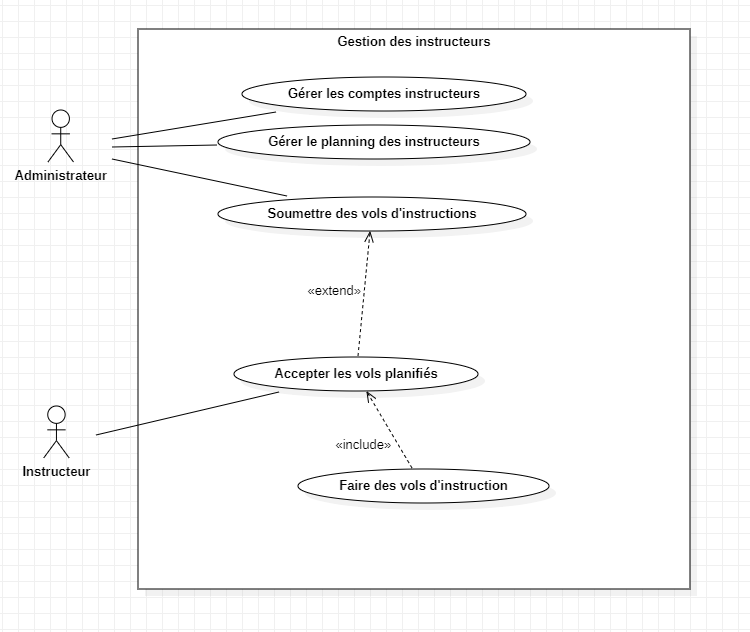 Gestion des instructeurs
Gérer les comptes instructeurs
Gérer le planning des instructeurs
Administrateur
Soumettre des vols d'instructions
«extend»
Accepter les vols planifiés
«include»
Instructeur
Faire des vols d'instruction